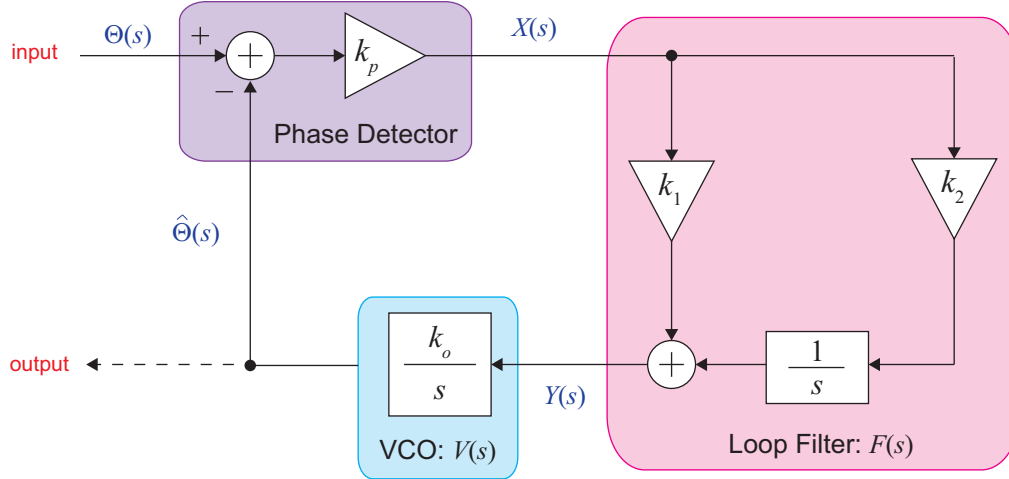 input
Θ(s)
+
+
−
k_p
Phase Detector
X(s)
k_1
k_2
Θ̂(s)
output
k_o
s
VCO: V(s)
Y(s)
+
1
s
Loop Filter: F(s)